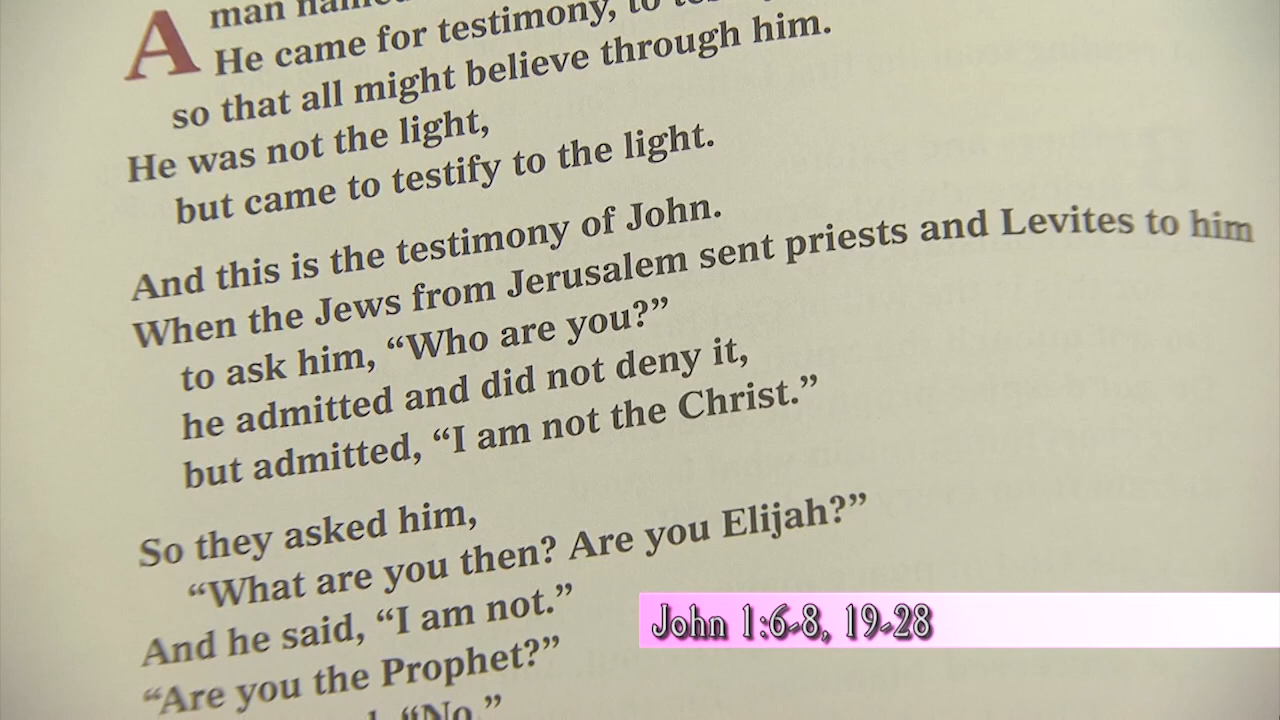 A man named
He came for testimony, to
so that all might believe through him.
He was not the light,
but came to testify to the light.
And this is the testimony of John.
When the Jews from Jerusalem sent priests and Levites to him
to ask him, “Who are you?”
he admitted and did not deny it,
but admitted, “I am not the Christ.”
So they asked him,
“What are you then? Are you Elijah?”
And he said, “I am not.”
“Are you the Prophet?”
“No.”
John 1:6-8, 19-28